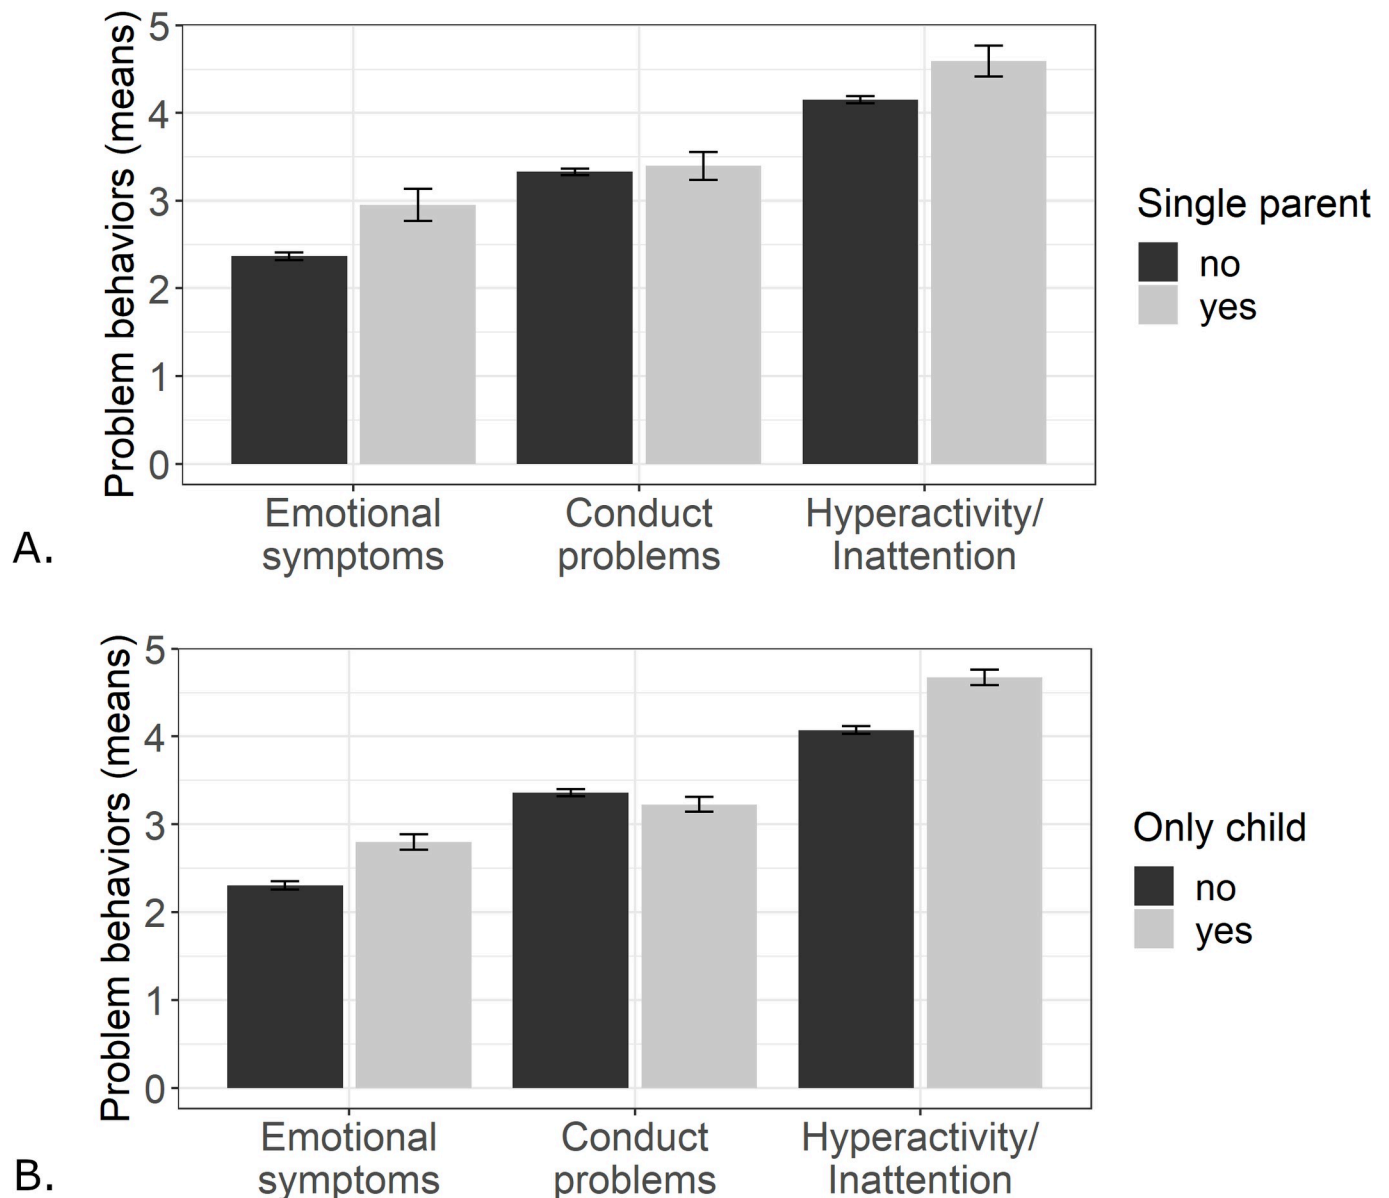 Problem behaviors (means)
5
4
3
2
1
0
Emotional
symptoms
Conduct
problems
Hyperactivity/
Inattention
Single parent
no
yes
A.
Problem behaviors (means)
5
4
3
2
1
0
Emotional
symptoms
Conduct
problems
Hyperactivity/
Inattention
Only child
no
yes
B.